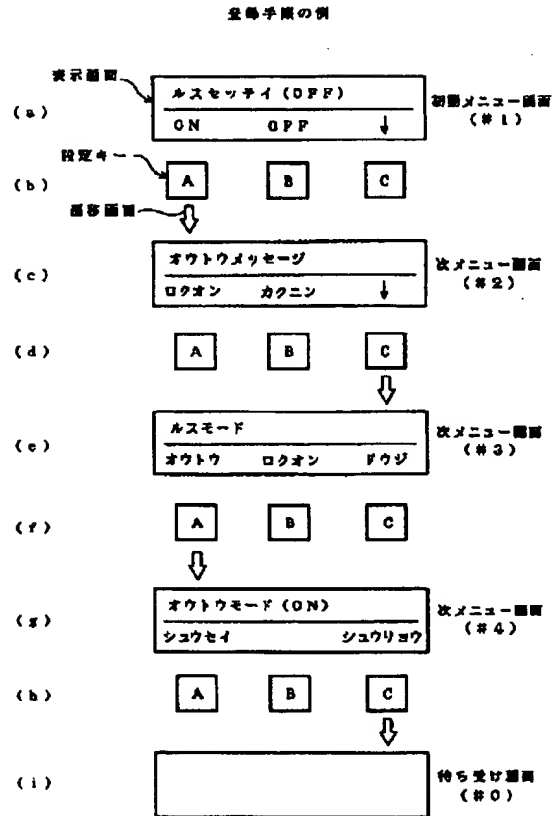 登録手順の例
表示画面
(a)
ルスセッテイ(OFF)
ON OFF ↓
初期メニュー画面
(#1)
設定キー
(b)
A B C
遷移画面
(c)
オウトウメッセージ
ロクオン カクニン ↓
次メニュー画面
(#2)
(d)
A B C
(e)
ルスモード
オウトウ ロクオン ドウジ
次メニュー画面
(#3)
(f)
A B C
(g)
オウトウモード(ON)
シュウセイ シュウリョウ
次メニュー画面
(#4)
(h)
A B C
(i)
待ち受け画面
(#0)